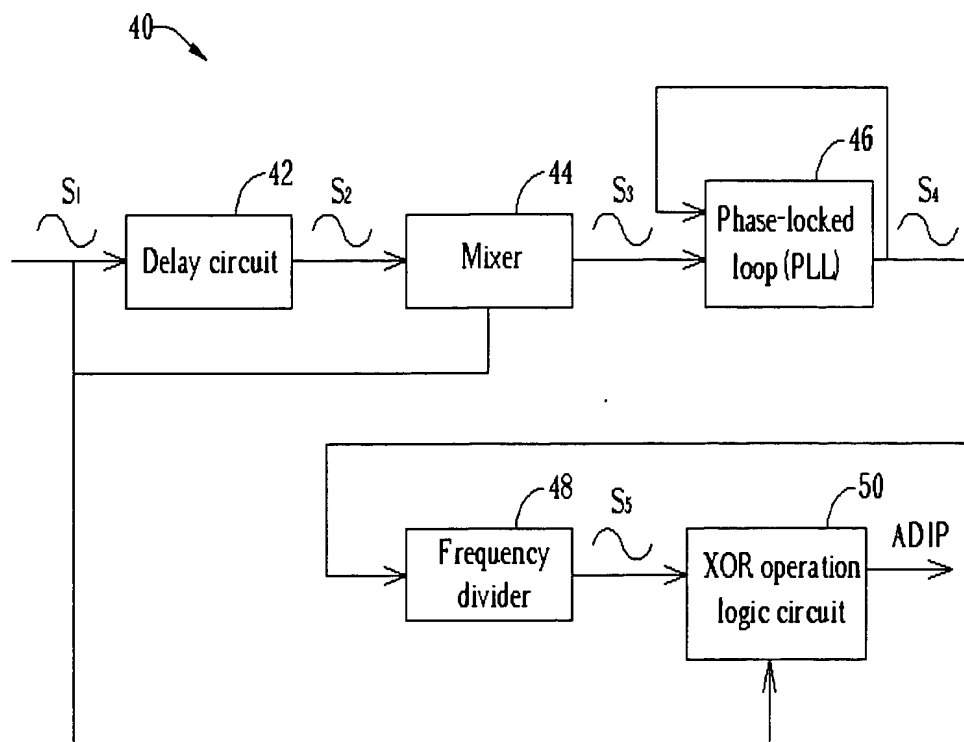 40
42
44
46
S1
S2
S3
S4
Delay circuit
Mixer
Phase-locked
loop (PLL)
48
50
S5
ADIP
Frequency
divider
XOR operation
logic circuit